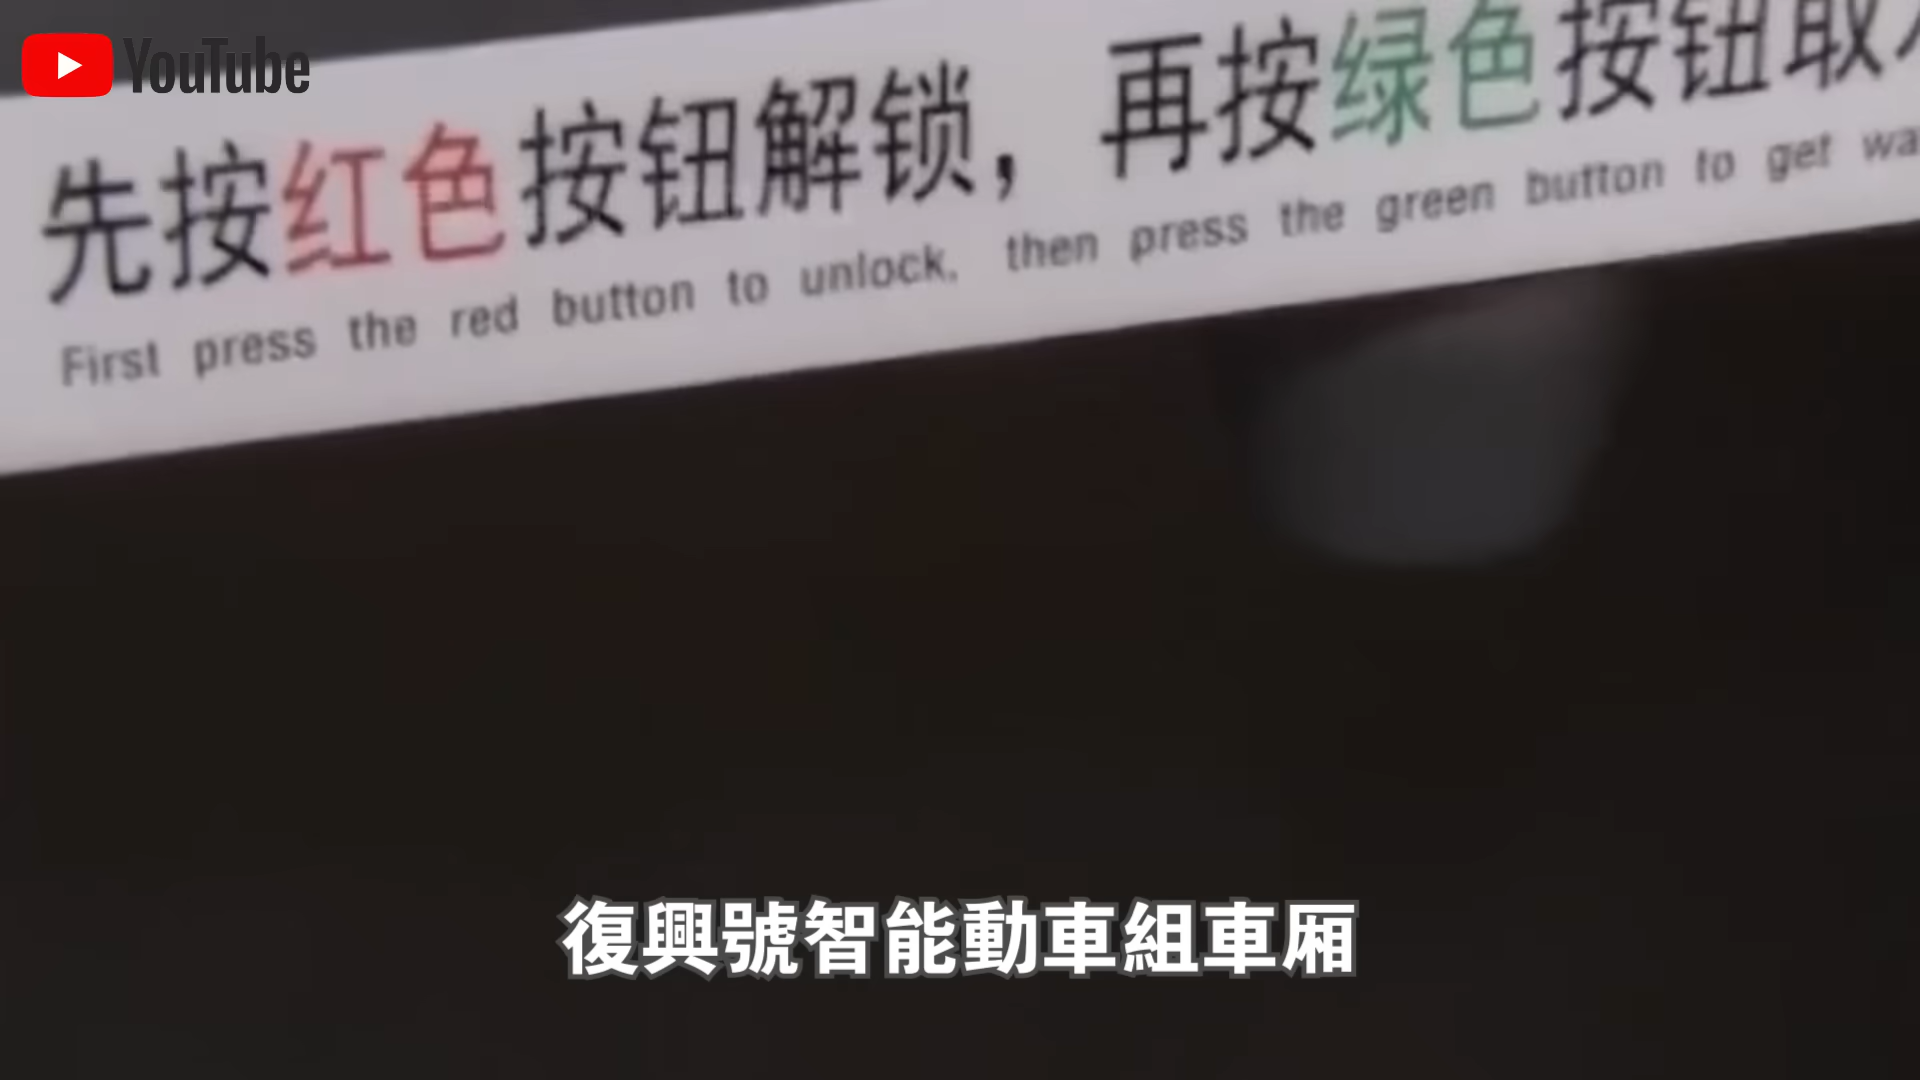 YouTube
先按红色按钮解锁，再按绿色按钮取
First press the red button to unlock, then press the green button to get
復興號智能動車組車厢